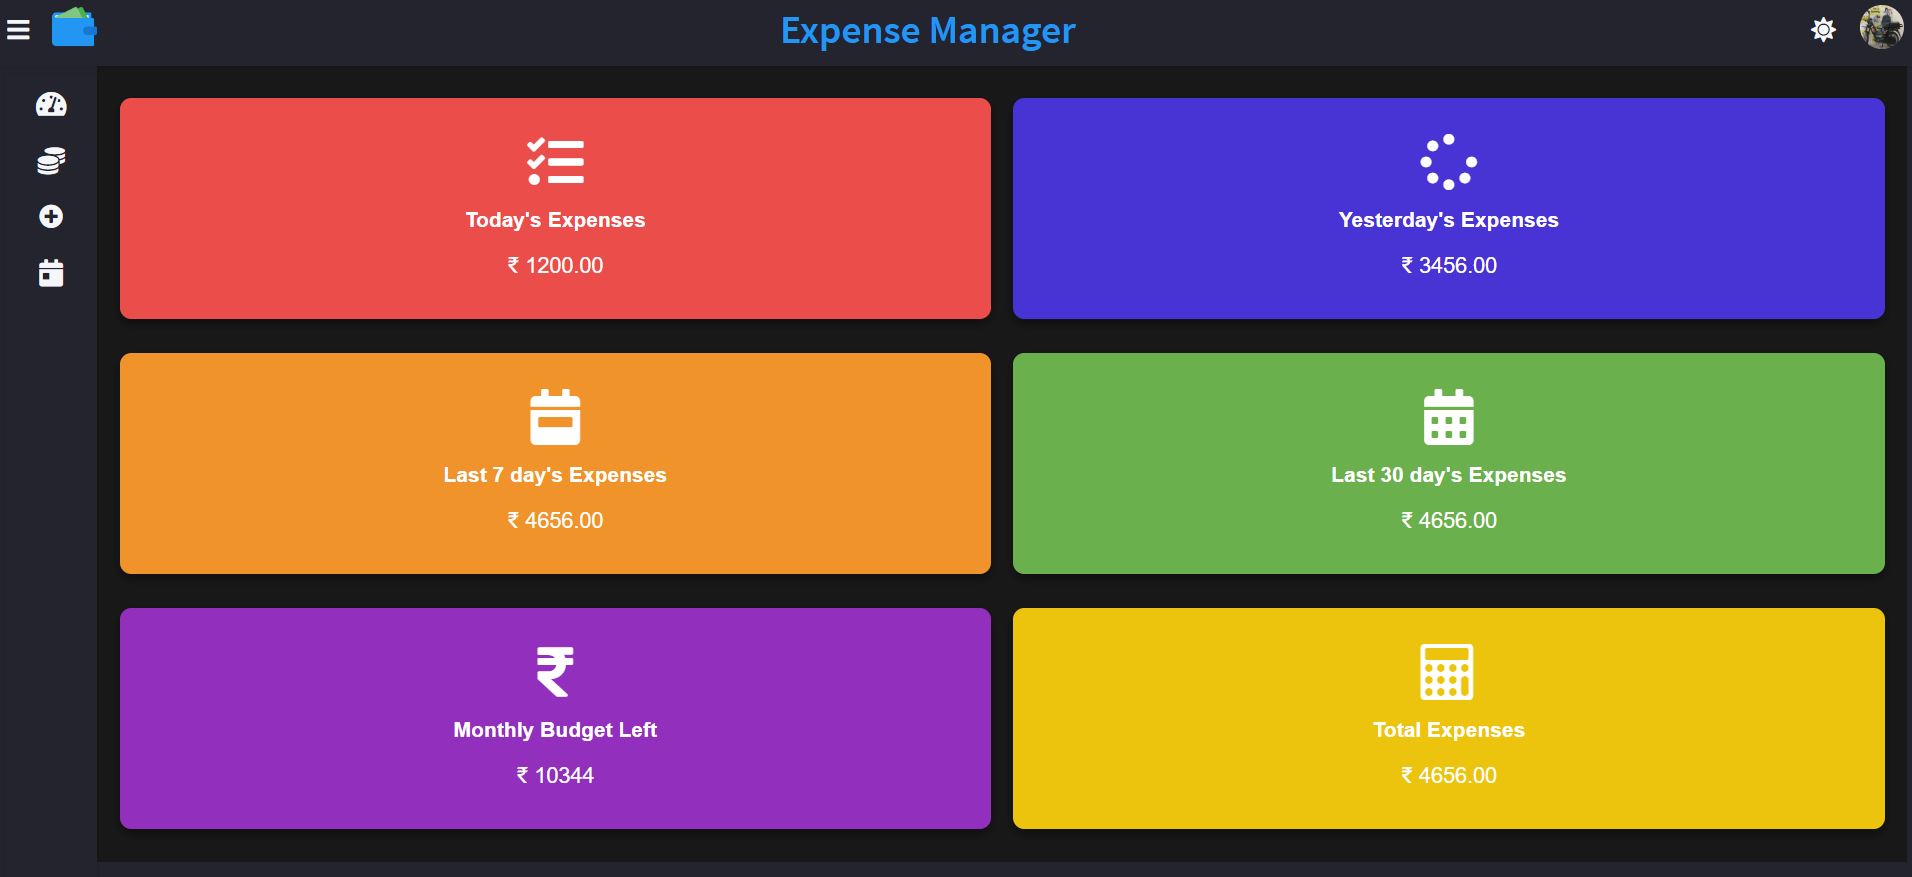 Expense Manager
Today's Expenses
₹ 1200.00
Yesterday's Expenses
₹ 3456.00
Last 7 day's Expenses
₹ 4656.00
Last 30 day's Expenses
₹ 4656.00
₹
Monthly Budget Left
₹ 10344
Total Expenses
₹ 4656.00